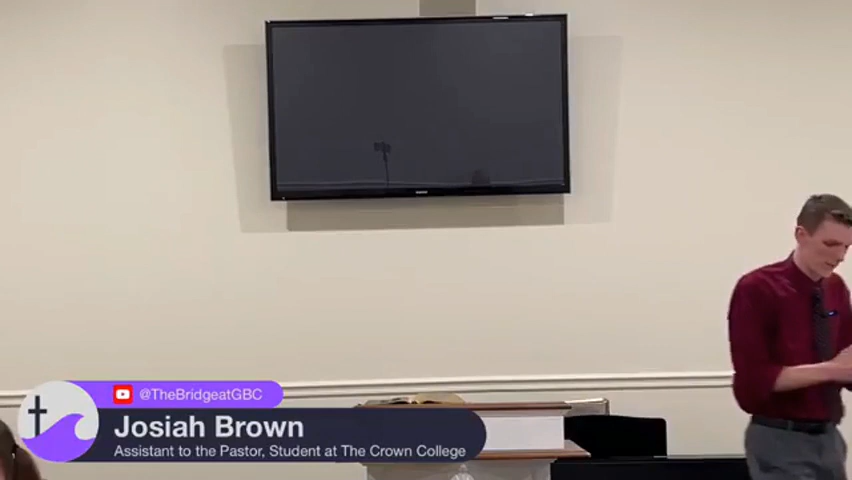 @TheBridgeatGBC
Josiah Brown
Assistant to the Pastor, Student at The Crown College